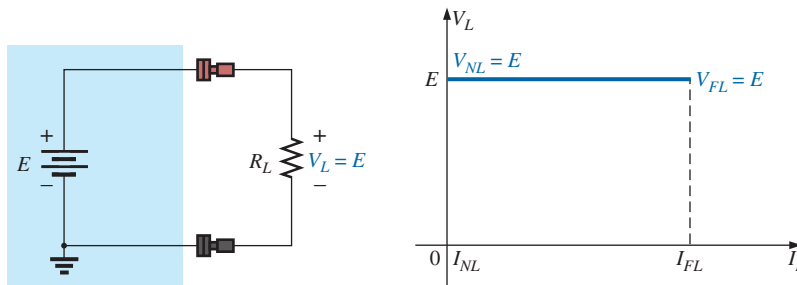 E
+
−
R_L
+
V_L = E
−
V_L
E
V_NL = E
V_FL = E
0
I_NL
I_FL